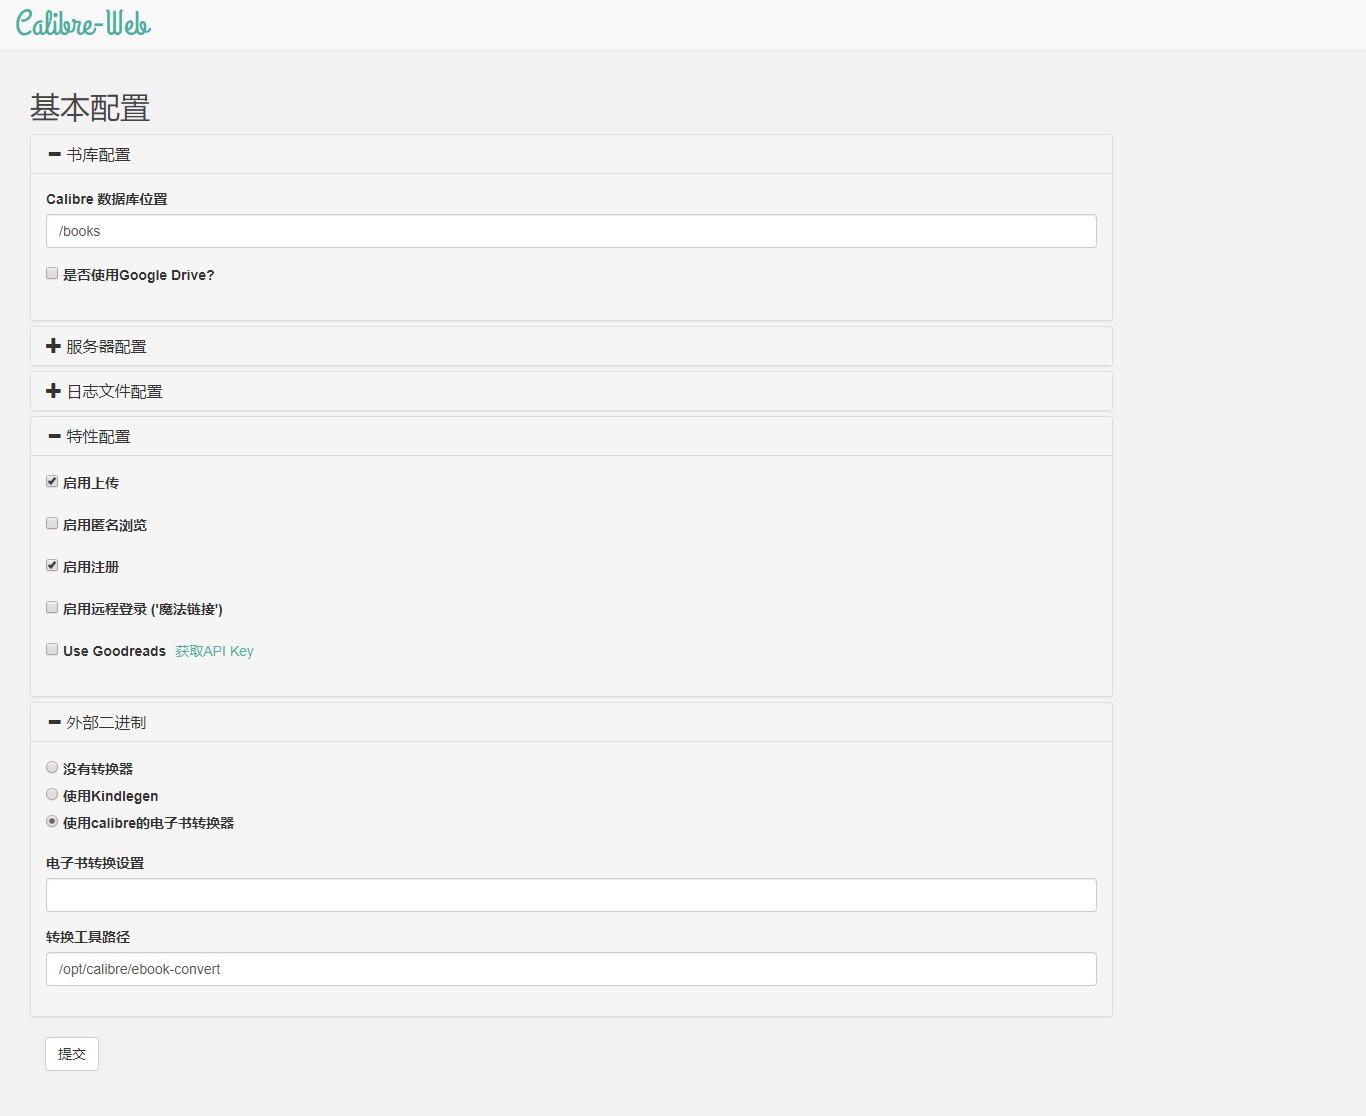 Calibre-Web
基本配置
书库配置
Calibre 数据库位置
/books
是否使用Google Drive?
服务器配置
日志文件配置
特性配置
启用上传
启用匿名浏览
启用注册
启用远程登录 ('魔法链接')
Use Goodreads 获取API Key
外部二进制
没有转换器
使用Kindlegen
使用calibre的电子书转换器
电子书转换设置
转换工具路径
/opt/calibre/ebook-convert
提交